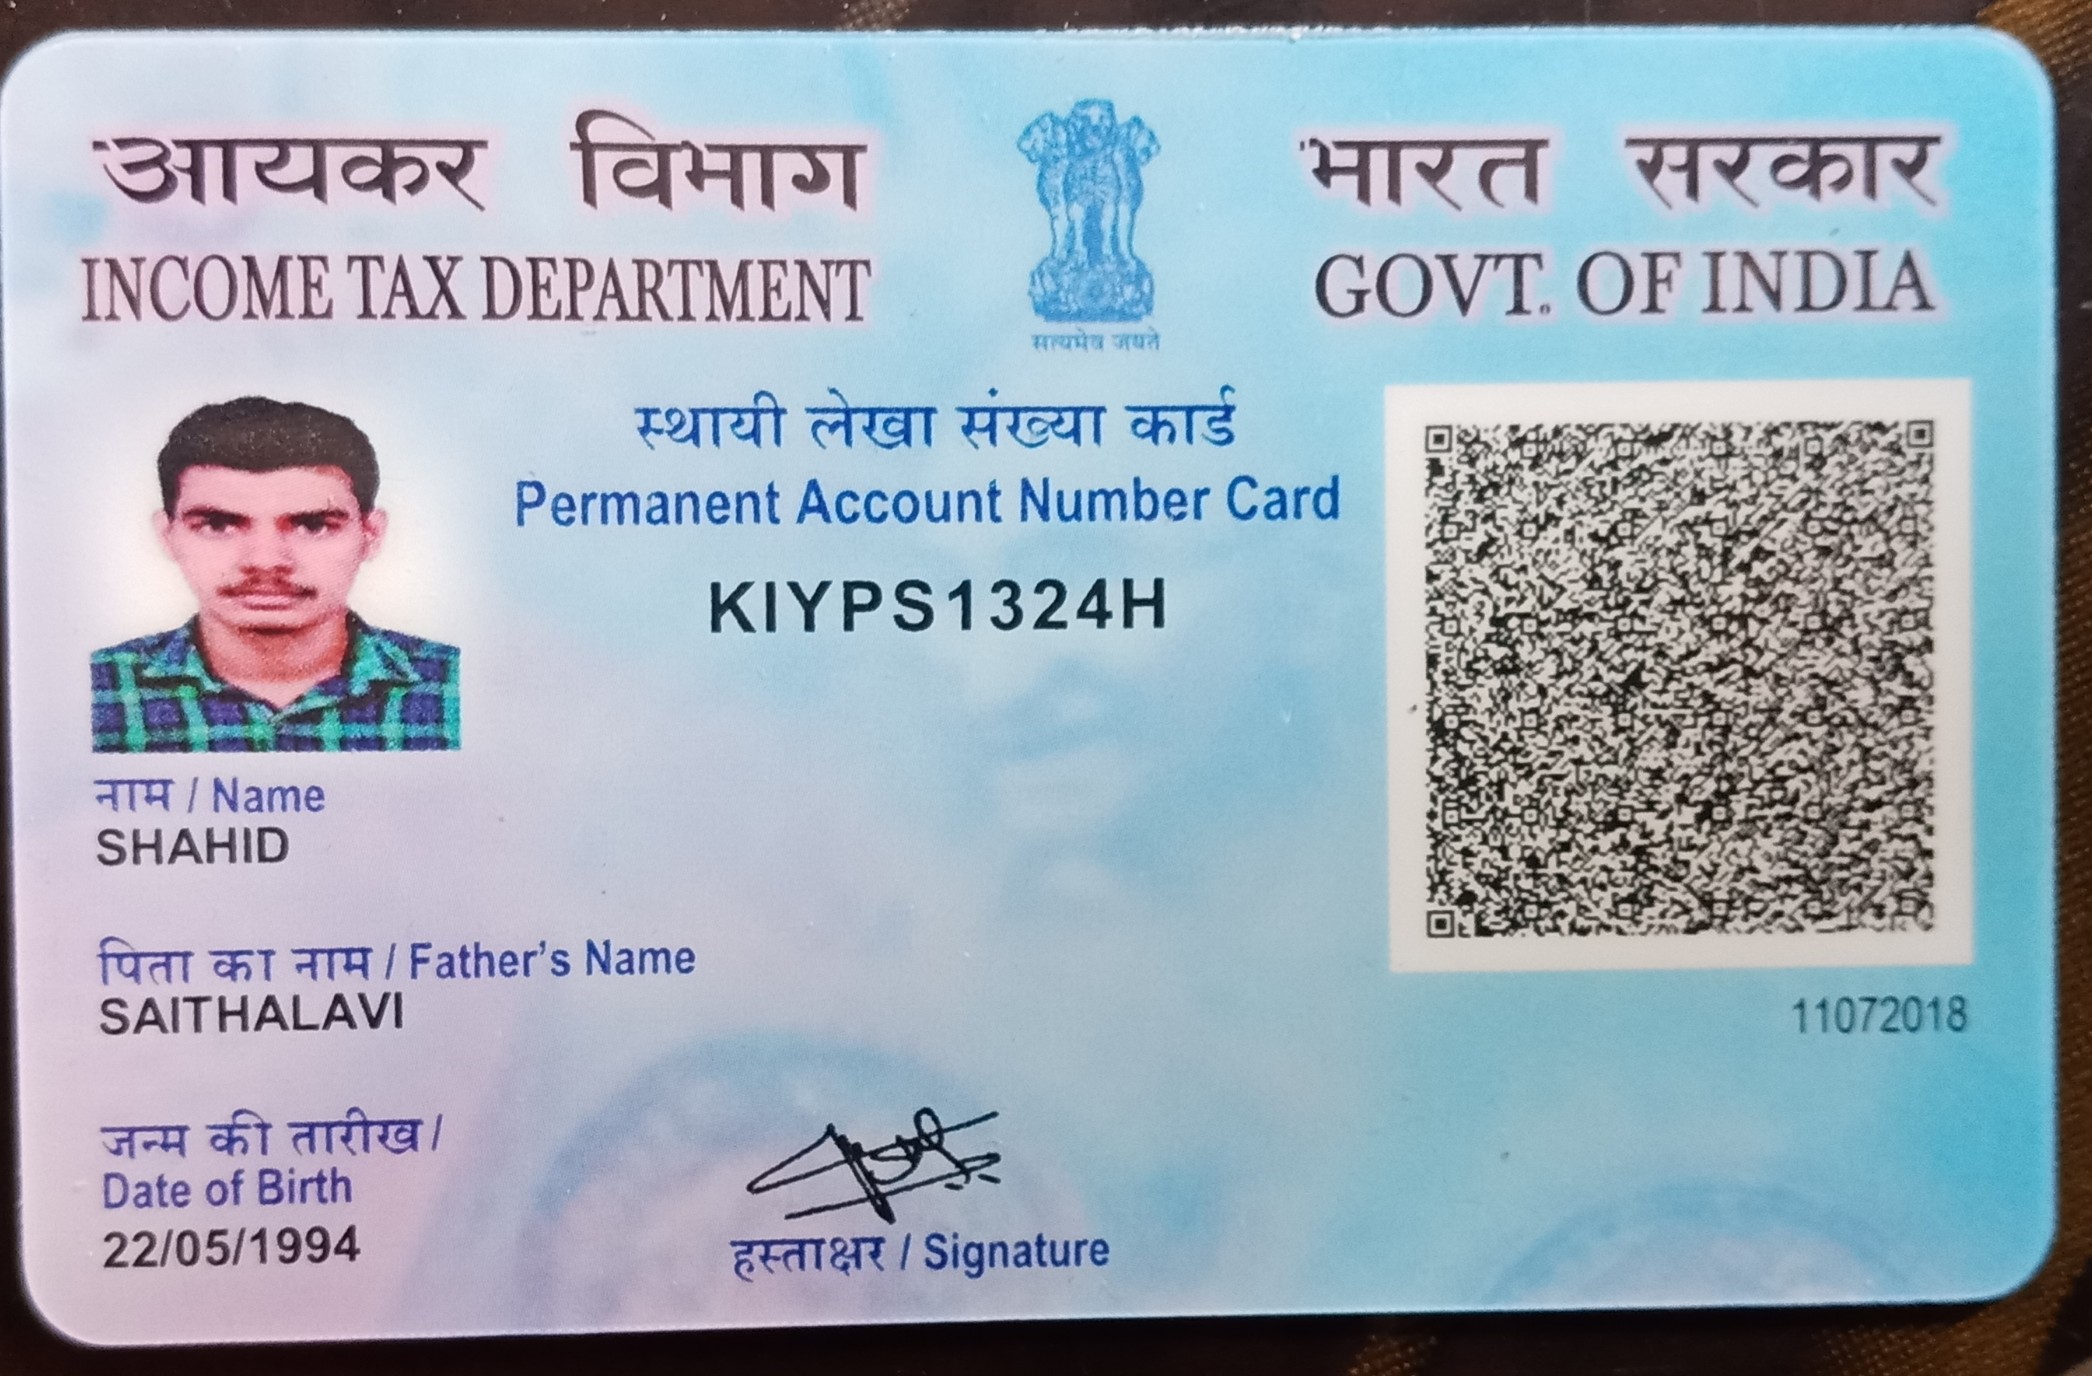 आयकर विभाग
INCOME TAX DEPARTMENT
सत्यमेव जयते
भारत सरकार
GOVT. OF INDIA
स्थायी लेखा संख्या कार्ड
Permanent Account Number Card
KIYPS1324H
नाम / Name
SHAHID
पिता का नाम / Father's Name
SAITHALAVI
11072018
जन्म की तारीख /
Date of Birth
22/05/1994
हस्ताक्षर / Signature